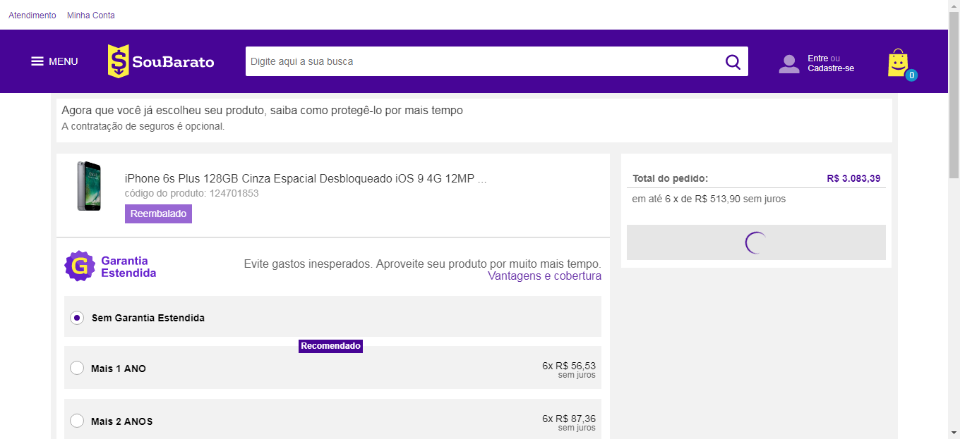 Atendimento Minha Conta
MENU SouBarato Digite aqui a sua busca Entre ou
Cadastre-se
0
Agora que você já escolheu seu produto, saiba como protegê-lo por mais tempo
A contratação de seguros é opcional.
iPhone 6s Plus 128GB Cinza Espacial Desbloqueado iOS 9 4G 12MP ...
código do produto: 124701853
Reembalado
Total do pedido: R$ 3.083,39
em até 6 x de R$ 513,90 sem juros
G Garantia
Estendida
Evite gastos inesperados. Aproveite seu produto por muito mais tempo.
Vantagens e cobertura
Sem Garantia Estendida
Recomendado
Mais 1 ANO 6x R$ 56,53
sem juros
Mais 2 ANOS 6x R$ 87,36
sem juros